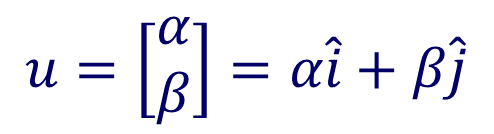 u = [α β] = αî + βĵ